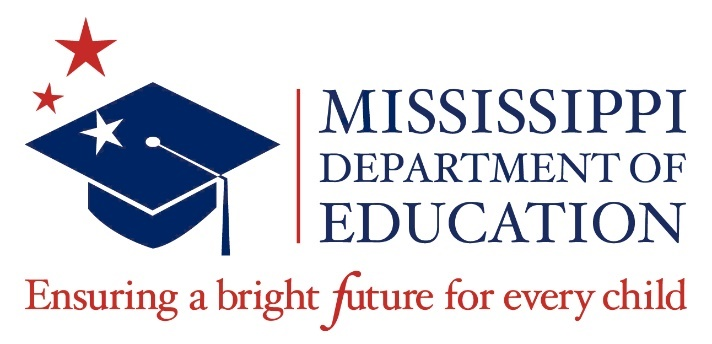 MISSISSIPPI
DEPARTMENT OF
EDUCATION
Ensuring a bright future for every child